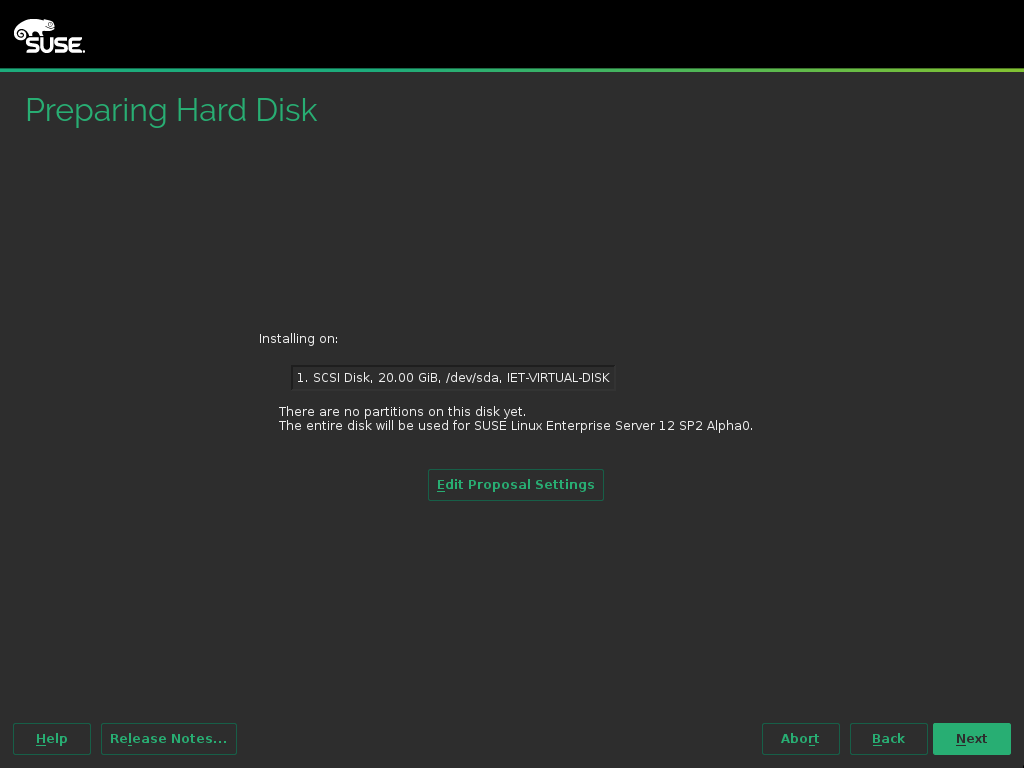 SUSE.
Preparing Hard Disk
Installing on:
1. SCSI Disk, 20.00 GiB, /dev/sda, IET-VIRTUAL-DISK
There are no partitions on this disk yet.
The entire disk will be used for SUSE Linux Enterprise Server 12 SP2 Alpha0.
Edit Proposal Settings
Help Release Notes... Abort Back Next